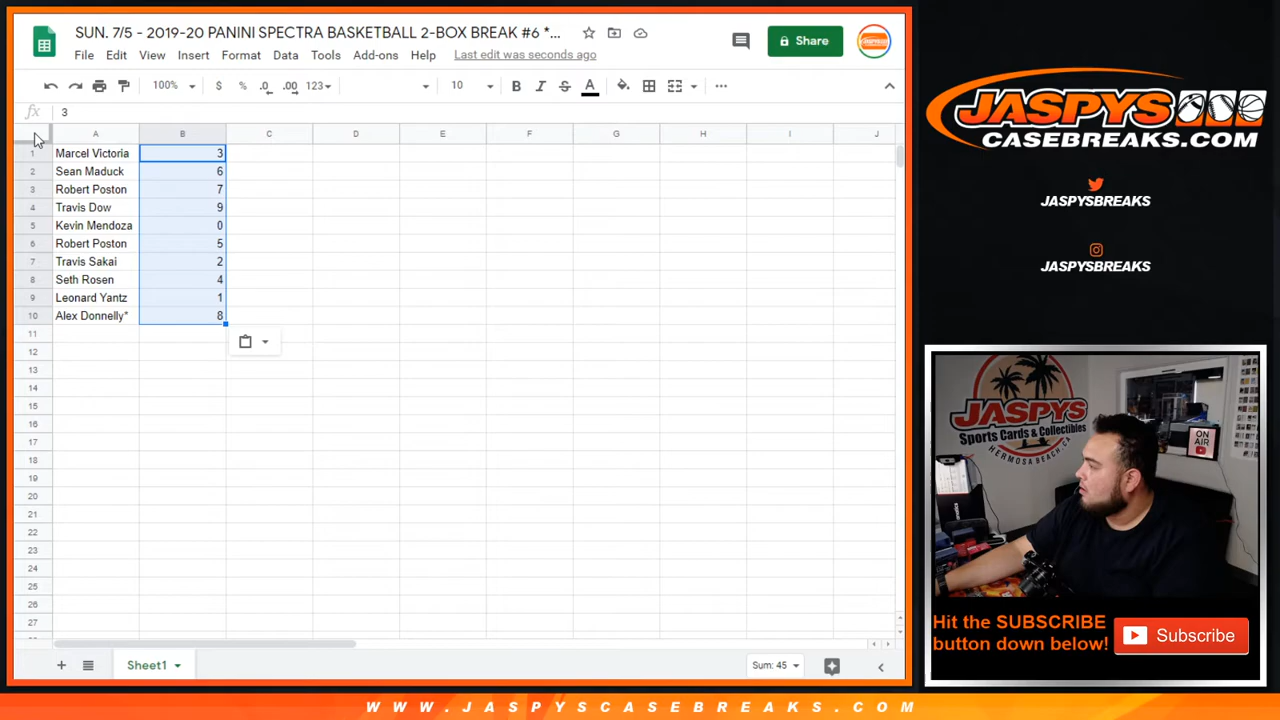 SUN. 7/5 - 2019-20 PANINI SPECTRA BASKETBALL 2-BOX BREAK #6 *...
File Edit View Insert Format Data Tools Add-ons Help Last edit was seconds ago
Share
100% $ % .0 .00 123 10 B I S A
fx 3
A B C D E F G H I J
1 Marcel Victoria 3
2 Sean Maduck 6
3 Robert Poston 7
4 Travis Dow 9
5 Kevin Mendoza 0
6 Robert Poston 5
7 Travis Sakai 2
8 Seth Rosen 4
9 Leonard Yantz 1
10 Alex Donnelly* 8
11
12
13
14
15
16
17
18
19
20
21
22
23
24
25
26
27
Sheet1
Sum: 45
JASPYS
CASEBREAKS.COM
JASPYSBREAKS
JASPYSBREAKS
JASPYS
Sports Cards & Collectibles
HERMOSA BEACH, CA
ON
AIR
Hit the SUBSCRIBE
button down below!
Subscribe
WWW.JASPYSCASEBREAKS.COM